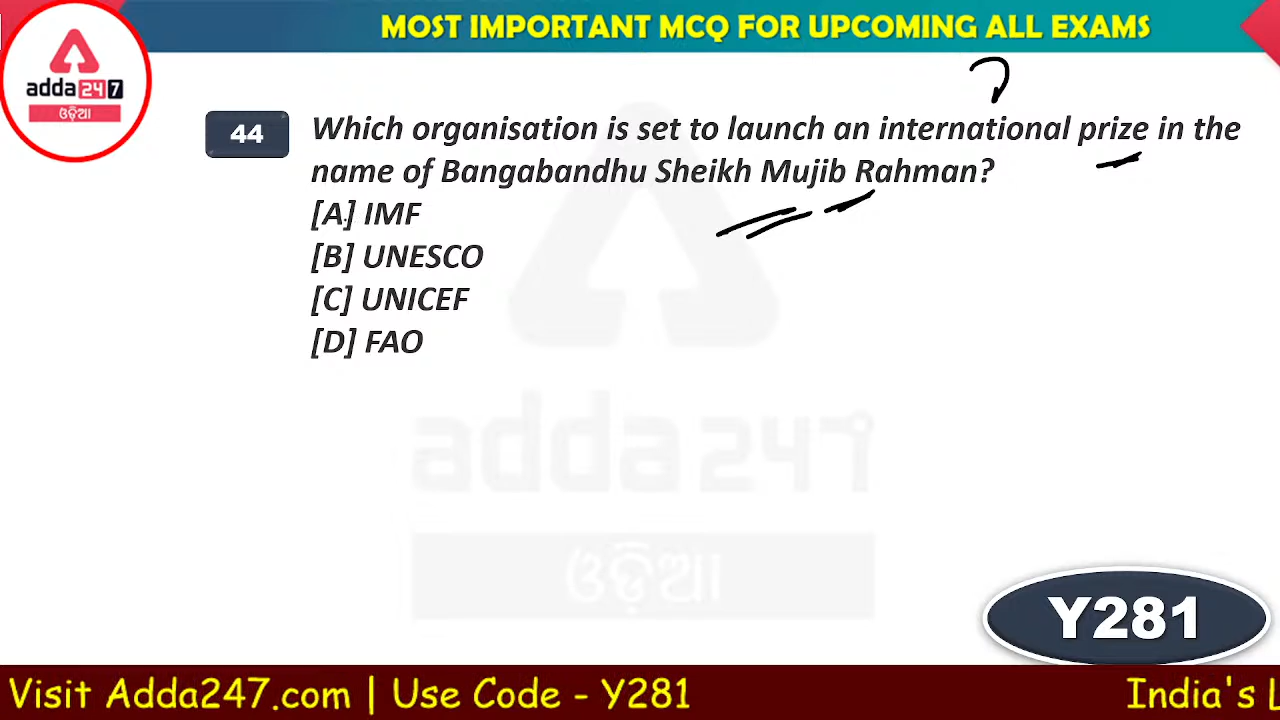 MOST IMPORTANT MCQ FOR UPCOMING ALL EXAMS
adda 247
ଓଡ଼ିଆ
44
Which organisation is set to launch an international prize in the
name of Bangabandhu Sheikh Mujib Rahman?
[A] IMF
[B] UNESCO
[C] UNICEF
[D] FAO
adda 247
ଓଡ଼ିଆ
Y281
Visit Adda247.com | Use Code - Y281
India's L